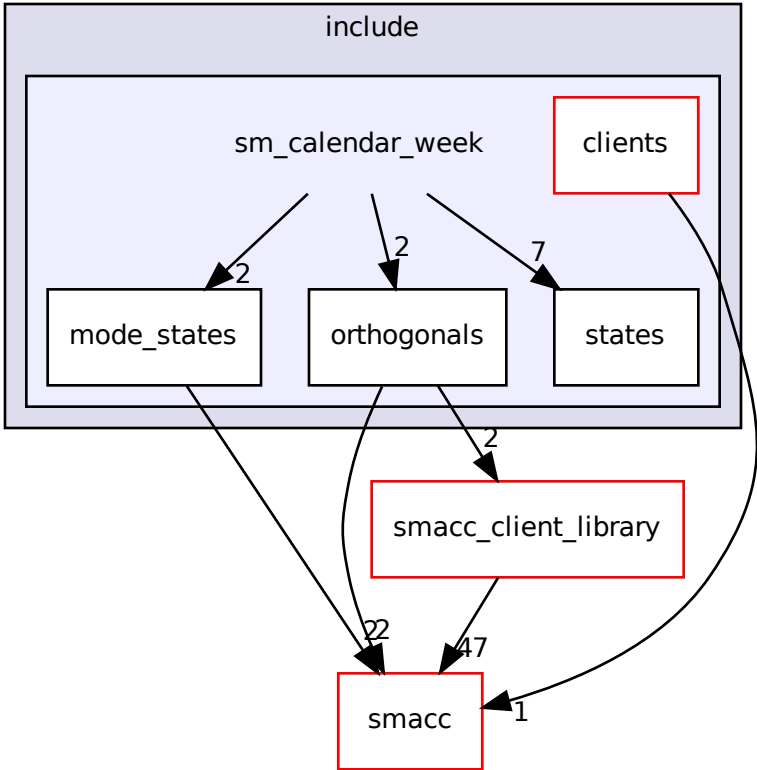 include
sm_calendar_week
clients
2
2
7
mode_states
orthogonals
states
2
smacc_client_library
2
2
47
1
smacc